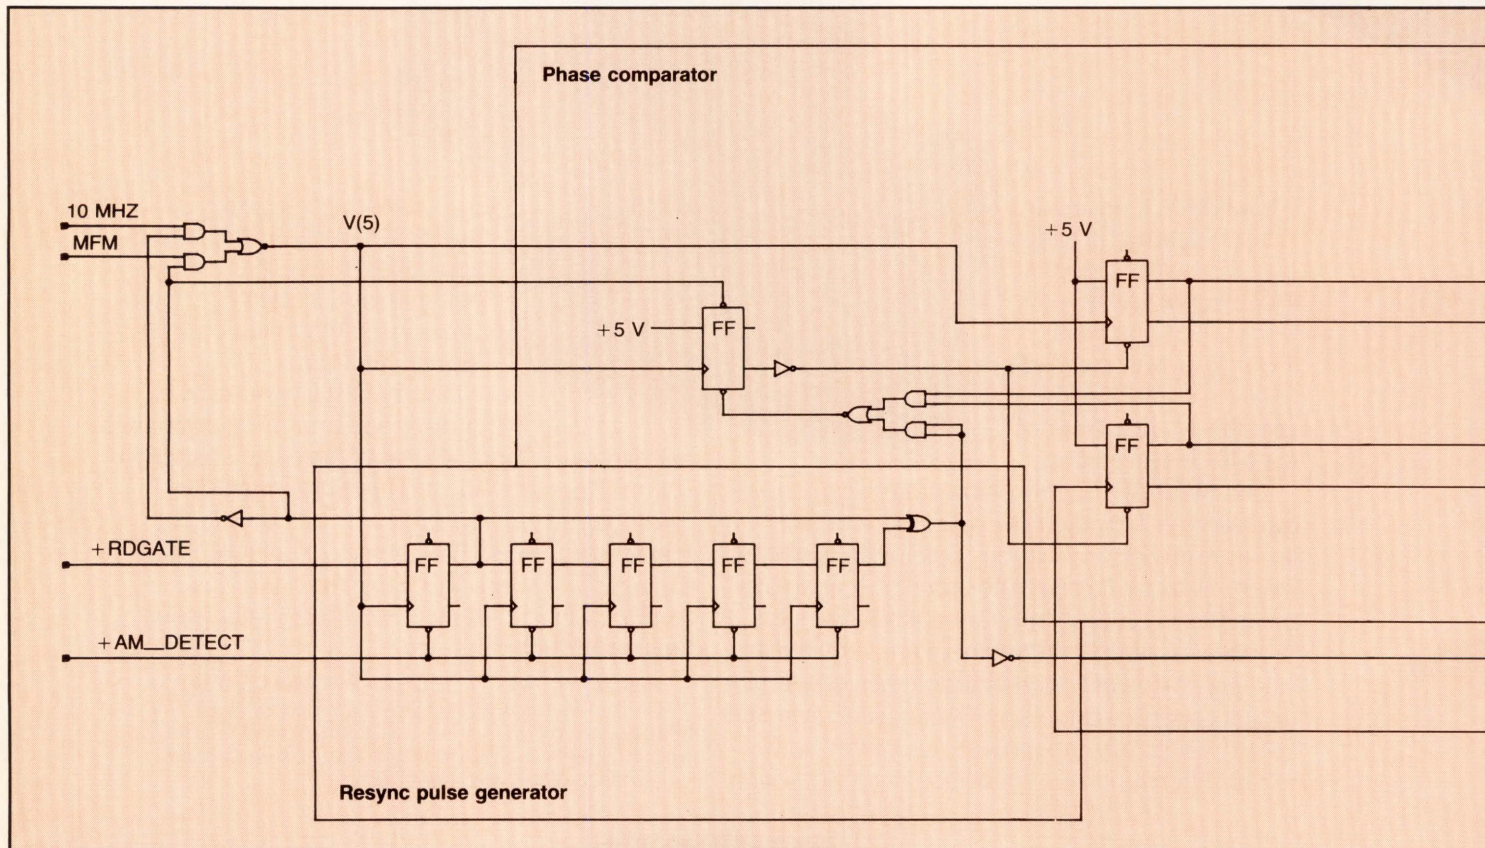 Phase comparator
10 MHZ
MFM
V(5)
+5 V
FF
+5 V
FF
FF
+RDGATE
FF
FF
FF
FF
FF
+AM__DETECT
Resync pulse generator